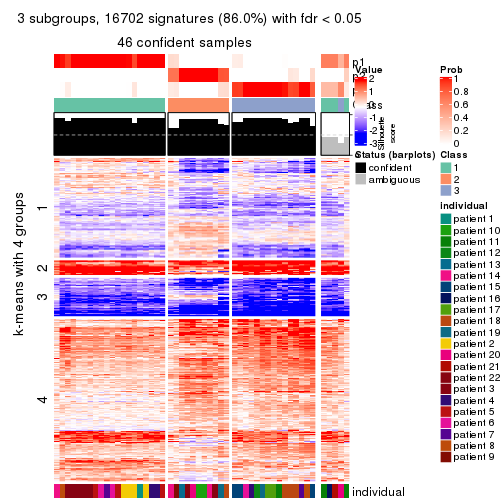 3 subgroups, 16702 signatures (86.0%) with fdr < 0.05
46 confident samples
p1
Value
2
1
0
-1
-2
-3
Silhouette
score
Prob
1
0.8
0.6
0.4
0.2
0
Status (barplots)
confident
ambiguous
Class
1
2
3
individual
patient 1
patient 10
patient 11
patient 12
patient 13
patient 14
patient 15
patient 16
patient 17
patient 18
patient 19
patient 2
patient 20
patient 21
patient 22
patient 3
patient 4
patient 5
patient 6
patient 7
patient 8
patient 9
k-means with 4 groups
1
2
3
4
individual